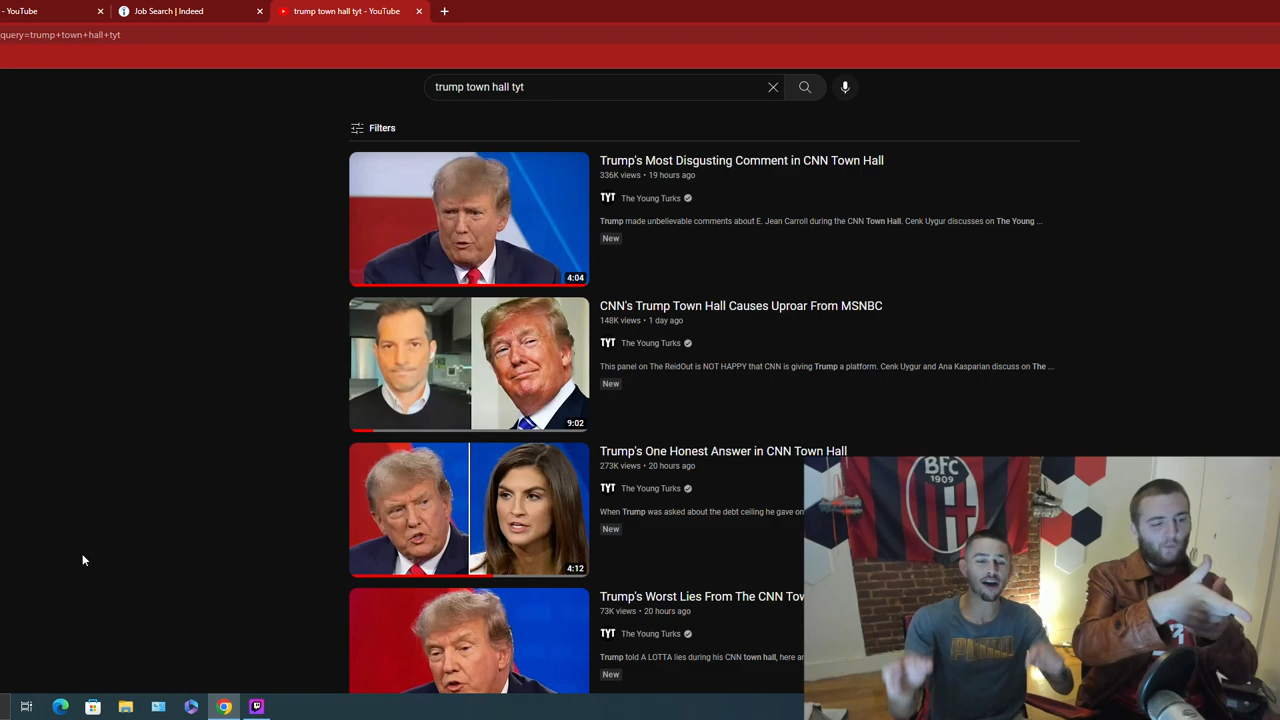 - YouTube
Job Search | Indeed
trump town hall tyt - YouTube
query=trump+town+hall+tyt
trump town hall tyt
Filters
Trump's Most Disgusting Comment in CNN Town Hall
336K views • 19 hours ago
TYT The Young Turks
Trump made unbelievable comments about E. Jean Carroll during the CNN Town Hall. Cenk Uygur discusses on The Young ...
New
4:04
CNN's Trump Town Hall Causes Uproar From MSNBC
148K views • 1 day ago
TYT The Young Turks
This panel on The ReidOut is NOT HAPPY that CNN is giving Trump a platform. Cenk Uygur and Ana Kasparian discuss on The ...
New
9:02
Trump's One Honest Answer in CNN Town Hall
273K views • 20 hours ago
TYT The Young Turks
When Trump was asked about the debt ceiling he gave on
New
4:12
Trump's Worst Lies From The CNN Tow
73K views • 20 hours ago
TYT The Young Turks
Trump told A LOTTA lies during his CNN town hall, here ar
New
BFC
1909